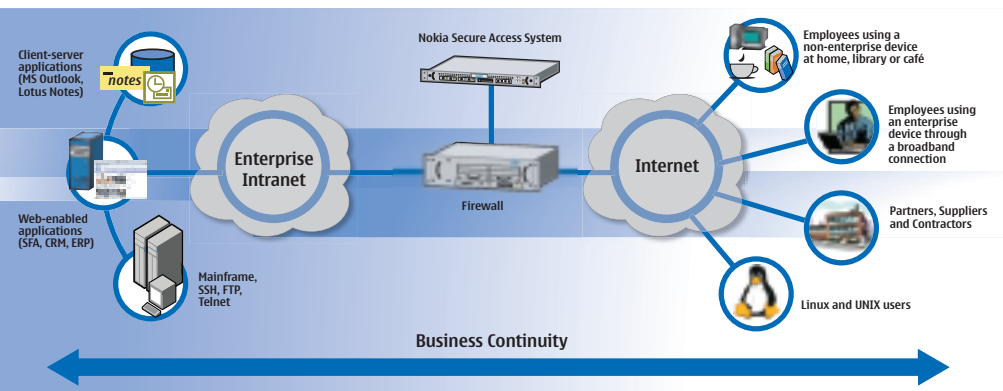 Client-server
applications
(MS Outlook,
Lotus Notes)
notes
Web-enabled
applications
(SFA, CRM, ERP)
Mainframe,
SSH, FTP,
Telnet
Enterprise
Intranet
Nokia Secure Access System
Firewall
Internet
Employees using a
non-enterprise device
at home, library or café
Employees using
an enterprise
device through
a broadband
connection
Partners, Suppliers
and Contractors
Linux and UNIX users
Business Continuity